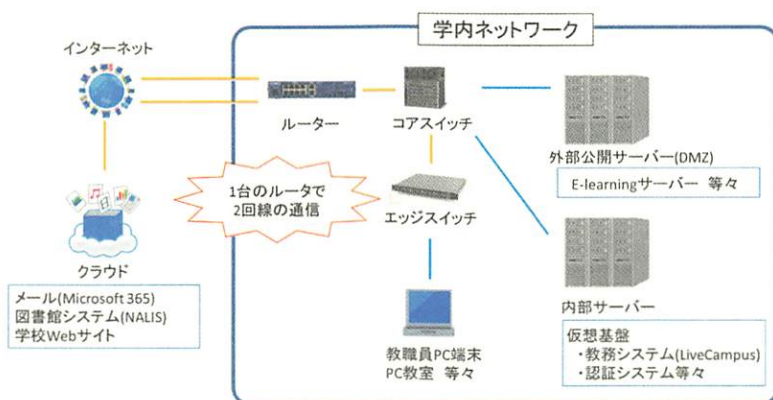 学内ネットワーク
インターネット
ルーター
コアスイッチ
外部公開サーバー(DMZ)
E-learningサーバー 等々
1台のルータで
2回線の通信
エッジスイッチ
クラウド
メール(Microsoft 365)
図書館システム(NALIS)
学校Webサイト
教職員PC端末
PC教室 等々
内部サーバー
仮想基盤
・教務システム(LiveCampus)
・認証システム等々